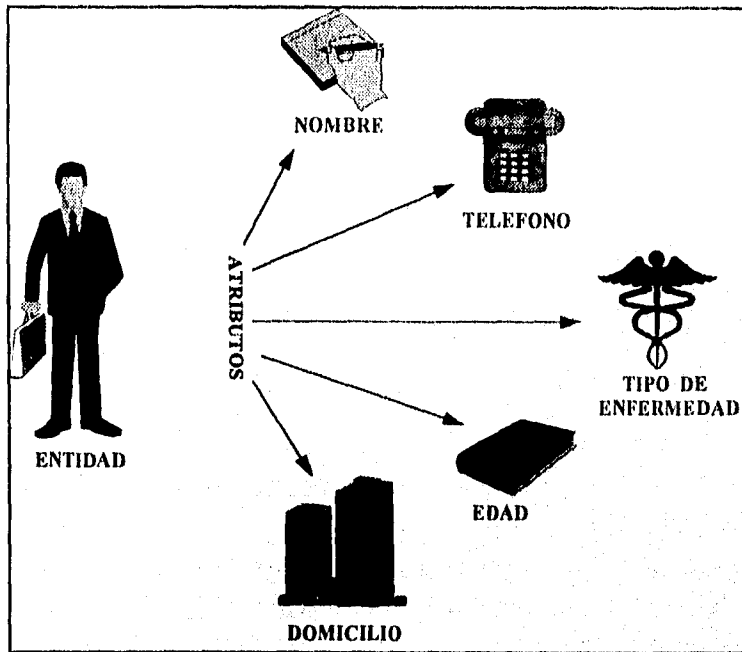 NOMBRE
TELEFONO
ATRIBUTOS
TIPO DE
ENFERMEDAD
ENTIDAD
EDAD
DOMICILIO